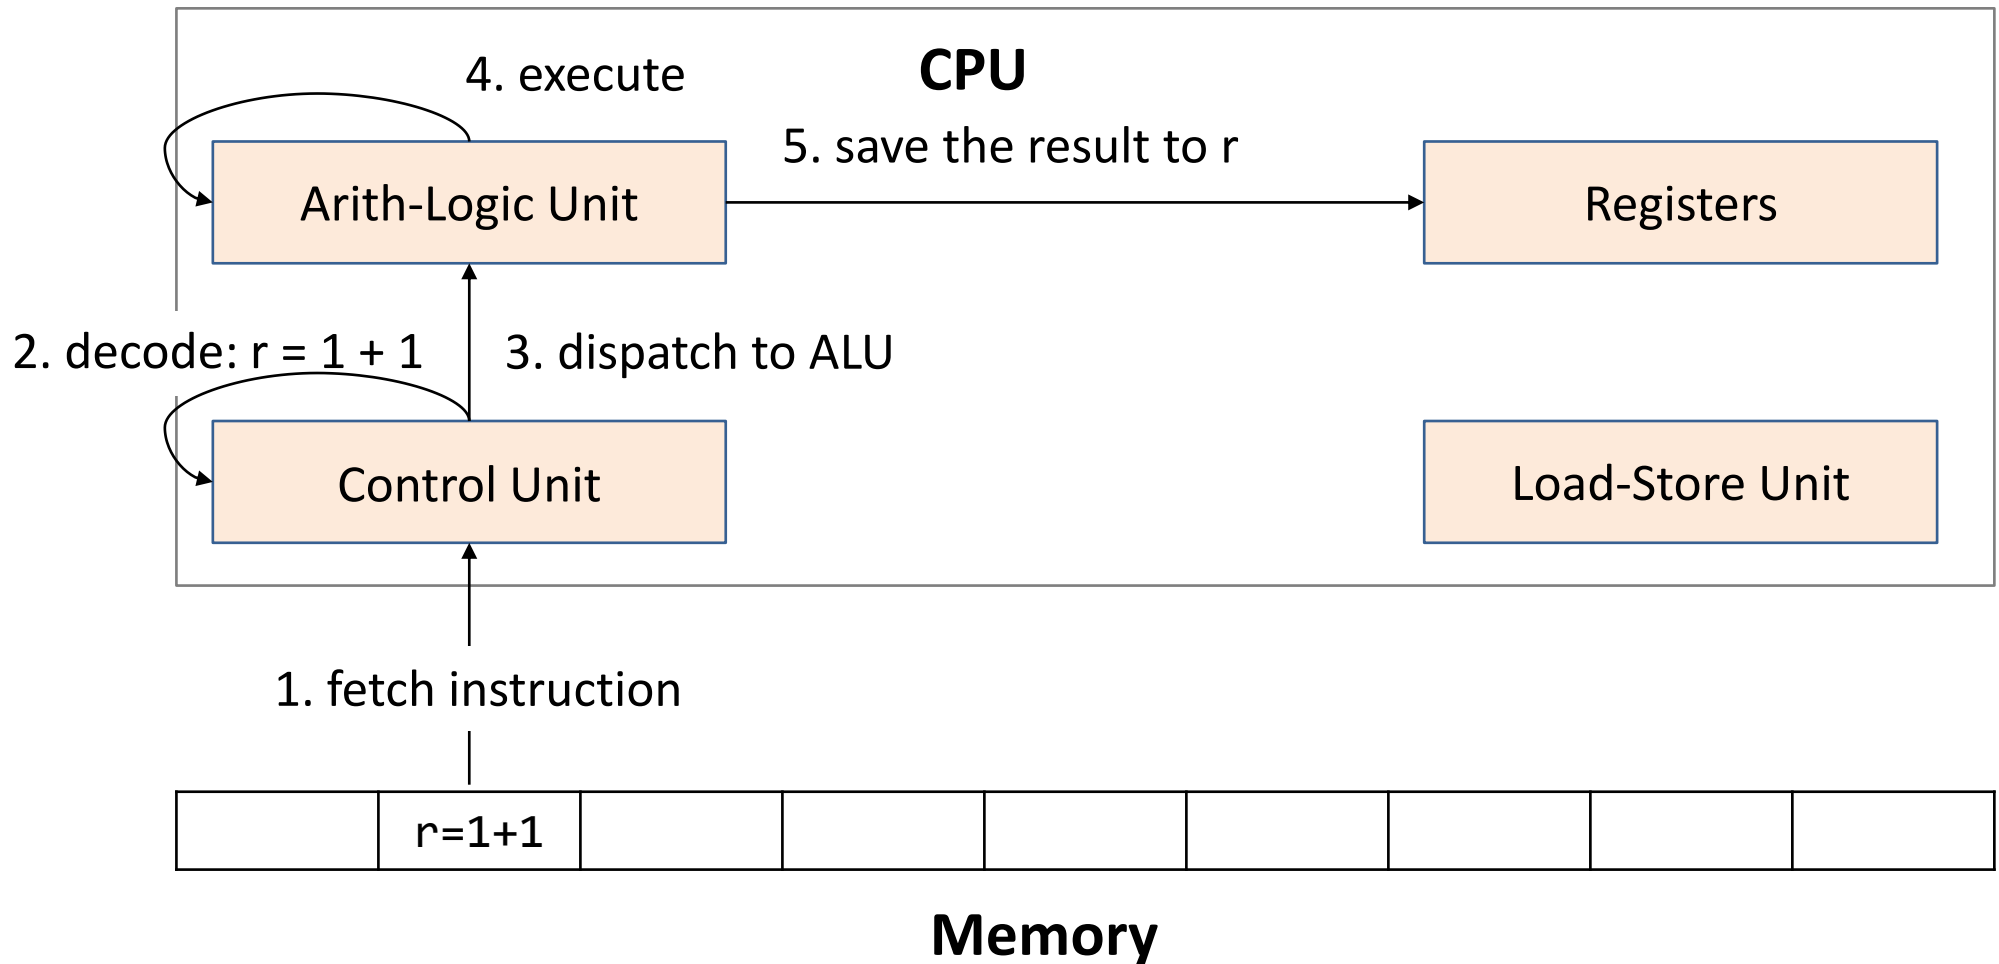 CPU
4. execute
5. save the result to r
Arith-Logic Unit
Registers
2. decode: r = 1 + 1
3. dispatch to ALU
Control Unit
Load-Store Unit
1. fetch instruction
r=1+1
Memory